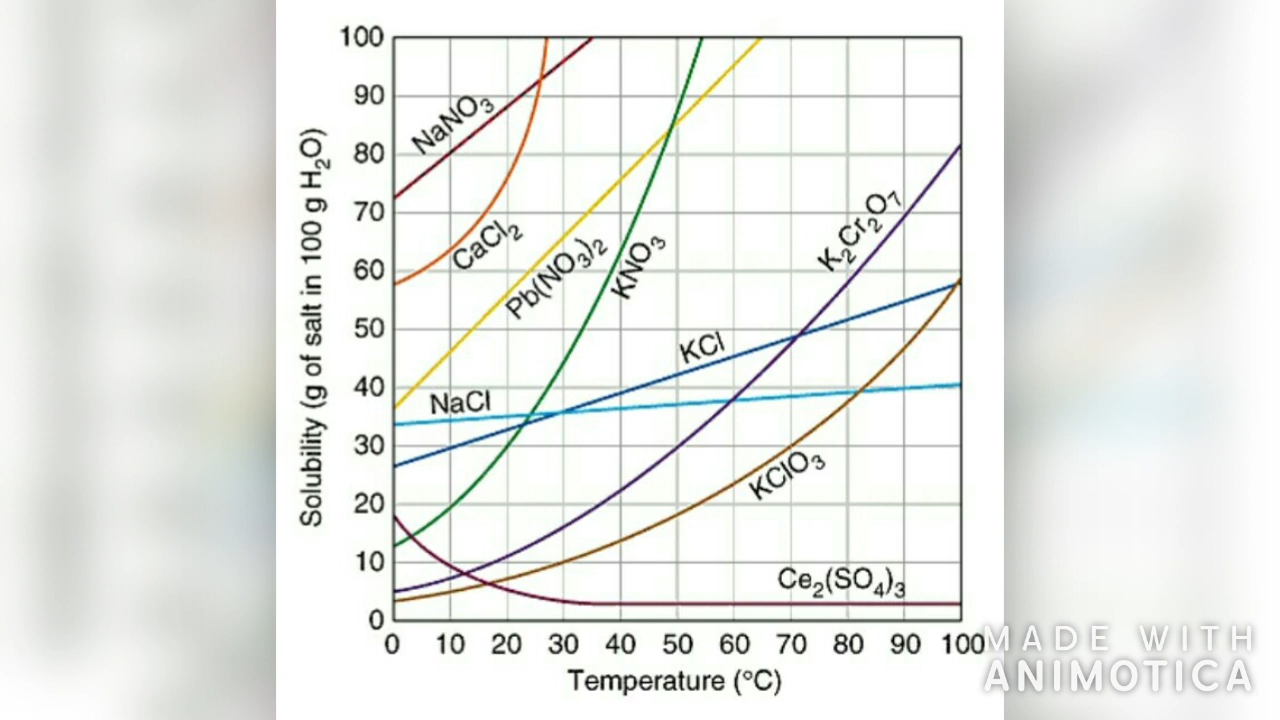 Solubility (g of salt in 100 g H₂O)
100
90
80
70
60
50
40
30
20
10
0
NaNO₃
CaCl₂
Pb(NO₃)₂
KNO₃
K₂Cr₂O₇
KCl
NaCl
KClO₃
Ce₂(SO₄)₃
0 10 20 30 40 50 60 70 80 90 100
Temperature (°C)
MADE WITH
ANIMOTICA